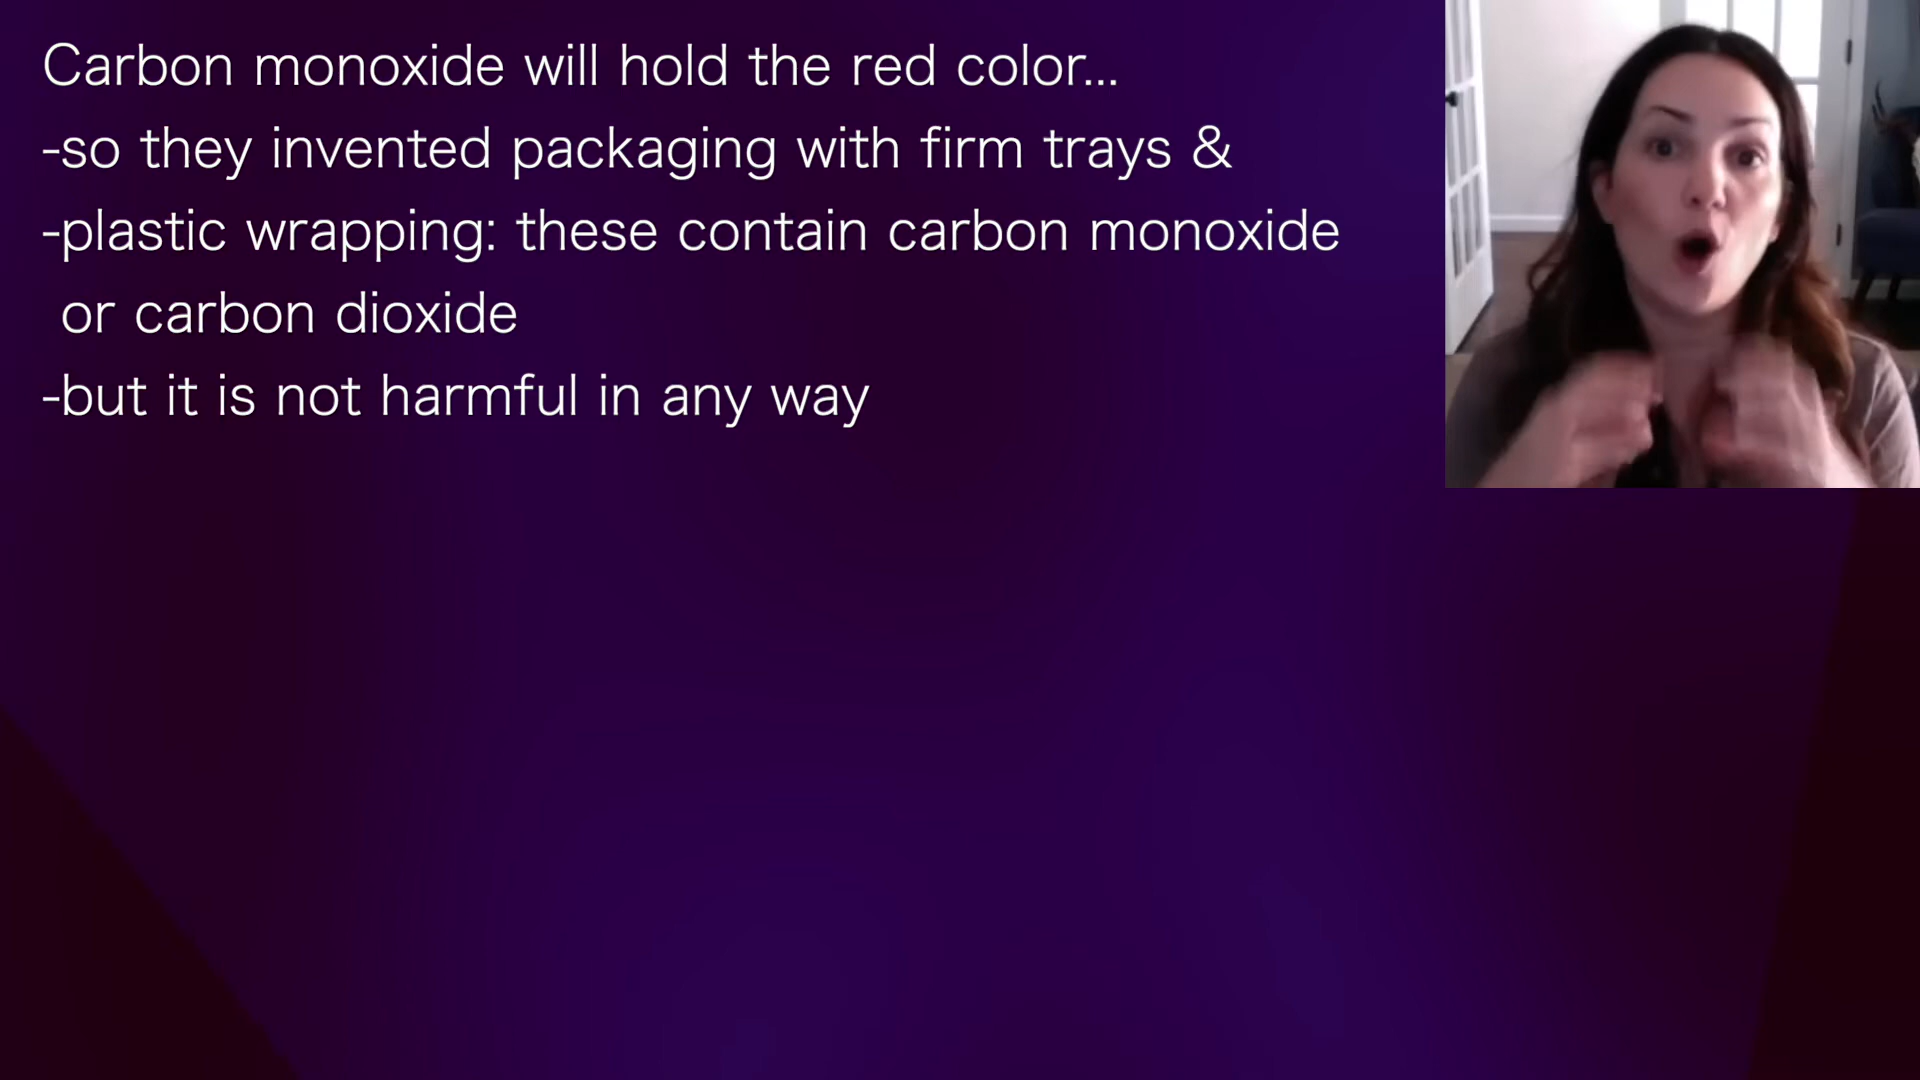 Carbon monoxide will hold the red color...
-so they invented packaging with firm trays &
-plastic wrapping: these contain carbon monoxide
or carbon dioxide
-but it is not harmful in any way